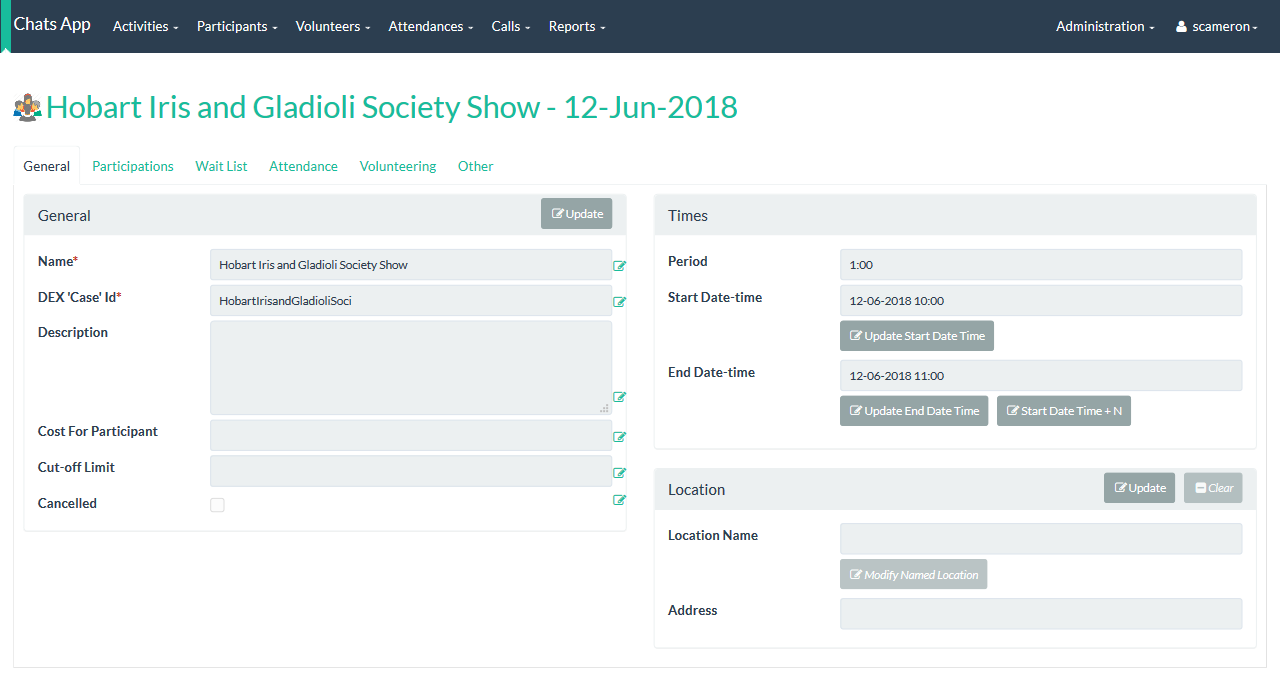 Chats App Activities Participants Volunteers Attendances Calls Reports Administration scameron
Hobart Iris and Gladioli Society Show - 12-Jun-2018
General Participations Wait List Attendance Volunteering Other
General Update
Name* Hobart Iris and Gladioli Society Show
DEX 'Case' Id* HobartIrisandGladioliSoci
Description
Cost For Participant
Cut-off Limit
Cancelled
Times
Period 1:00
Start Date-time 12-06-2018 10:00
Update Start Date Time
End Date-time 12-06-2018 11:00
Update End Date Time Start Date Time + N
Location Update Clear
Location Name
Modify Named Location
Address